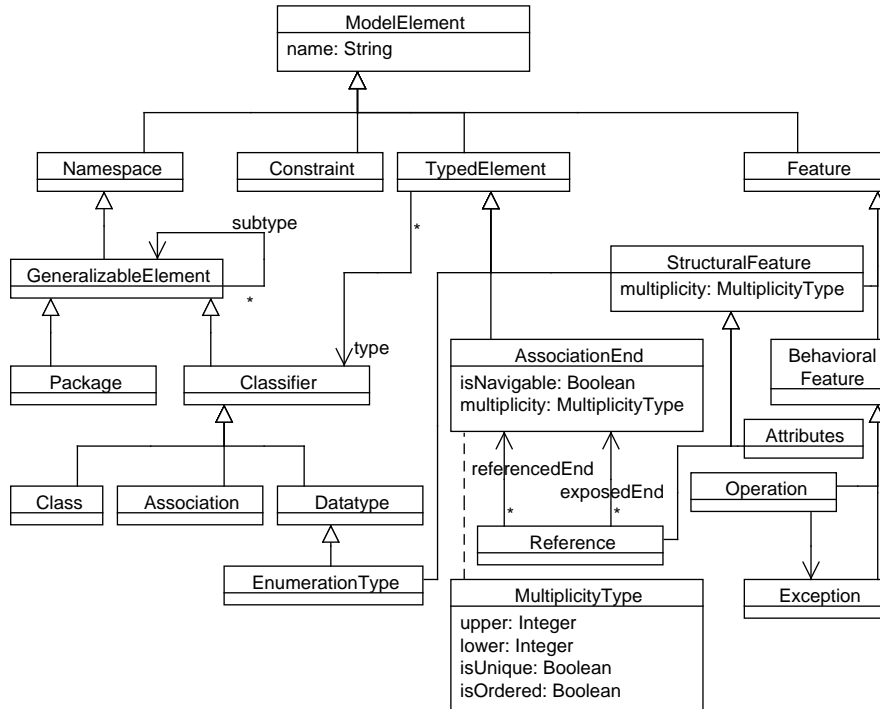 ModelElement
name: String
Namespace
Constraint
TypedElement
Feature
subtype
*
GeneralizableElement
*
StructuralFeature
multiplicity: MultiplicityType
type
AssociationEnd
isNavigable: Boolean
multiplicity: MultiplicityType
Behavioral
Feature
Package
Classifier
Attributes
referencedEnd
exposedEnd
*
*
Operation
Class
Association
Datatype
Reference
EnumerationType
MultiplicityType
upper: Integer
lower: Integer
isUnique: Boolean
isOrdered: Boolean
Exception